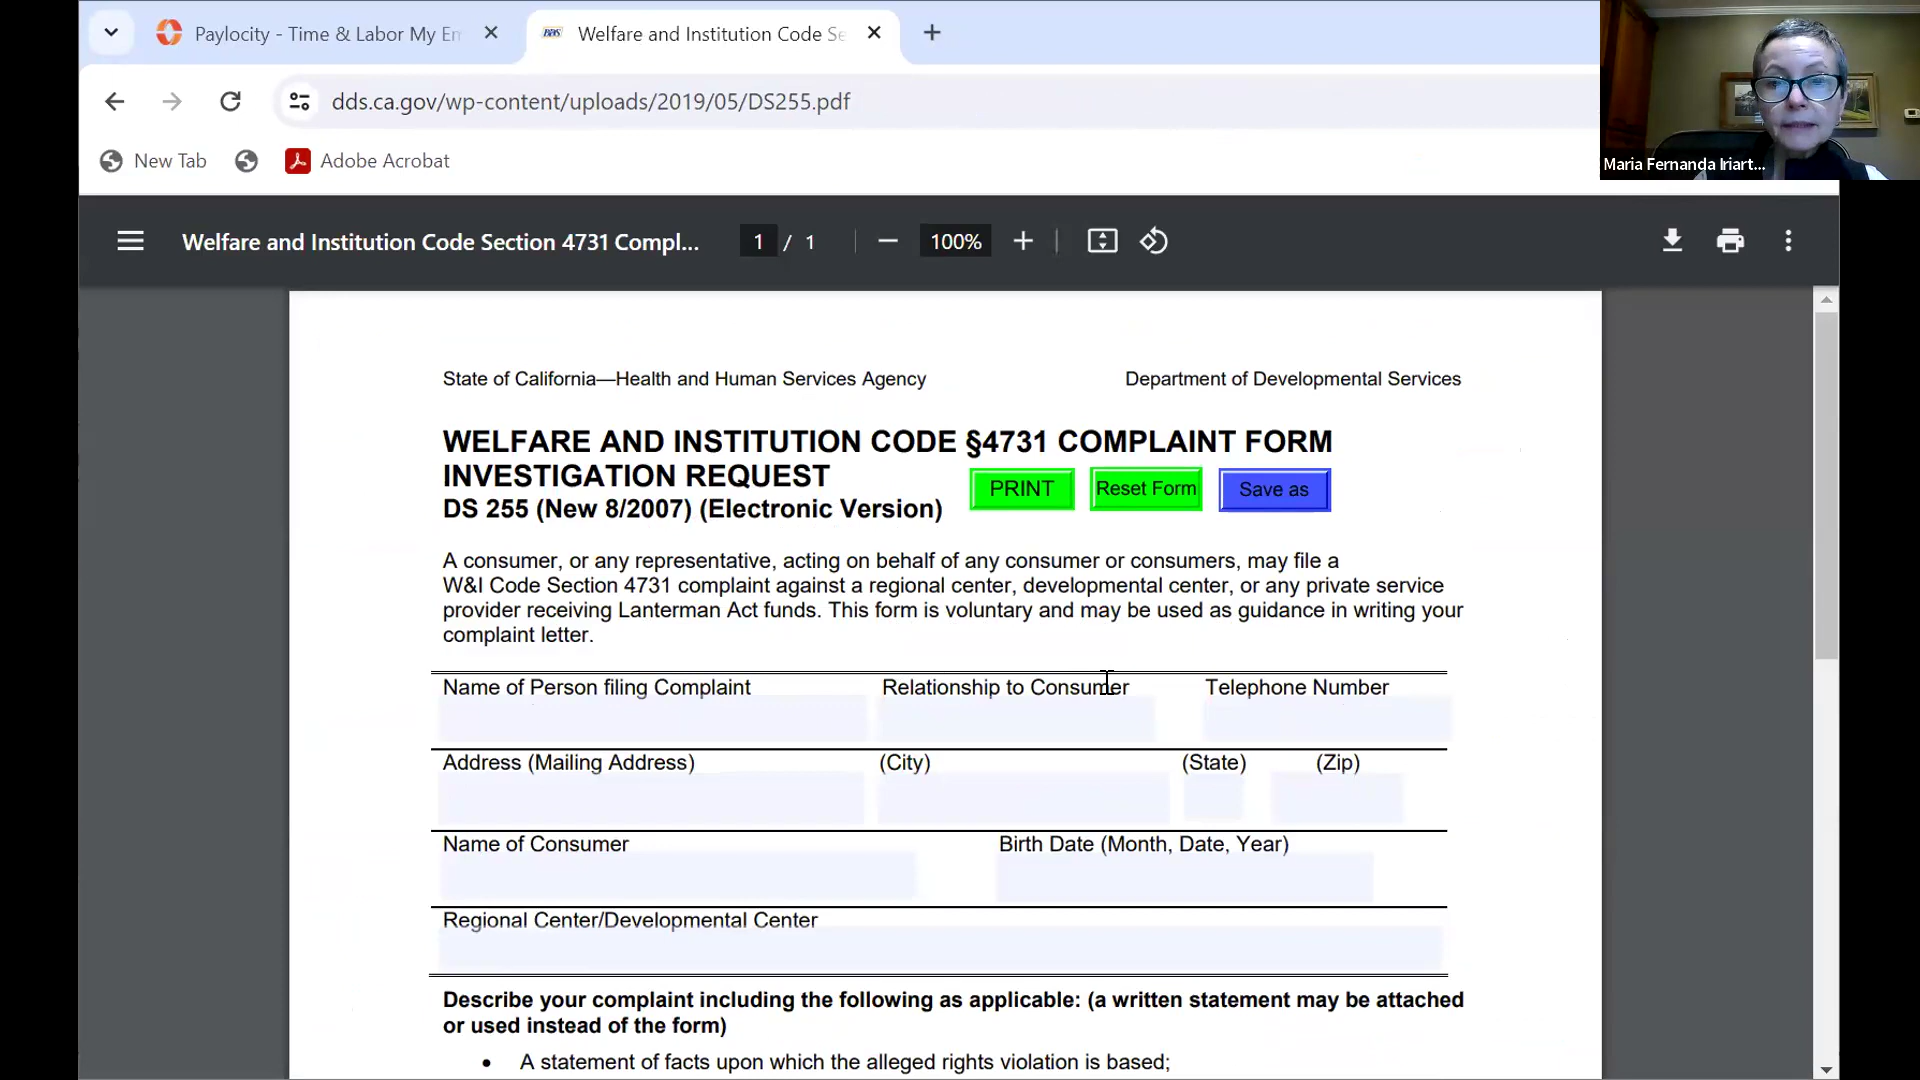 Paylocity - Time & Labor My En
Welfare and Institution Code Se
dds.ca.gov/wp-content/uploads/2019/05/DS255.pdf
New Tab
Adobe Acrobat
Maria Fernanda Iriart...
Welfare and Institution Code Section 4731 Compl...
1 / 1
100%
State of California—Health and Human Services Agency
Department of Developmental Services
WELFARE AND INSTITUTION CODE §4731 COMPLAINT FORM
INVESTIGATION REQUEST
PRINT
Reset Form
Save as
DS 255 (New 8/2007) (Electronic Version)
A consumer, or any representative, acting on behalf of any consumer or consumers, may file a
W&I Code Section 4731 complaint against a regional center, developmental center, or any private service
provider receiving Lanterman Act funds. This form is voluntary and may be used as guidance in writing your
complaint letter.
Name of Person filing Complaint
Relationship to Consumer
Telephone Number
Address (Mailing Address)
(City)
(State)
(Zip)
Name of Consumer
Birth Date (Month, Date, Year)
Regional Center/Developmental Center
Describe your complaint including the following as applicable: (a written statement may be attached
or used instead of the form)
• A statement of facts upon which the alleged rights violation is based;